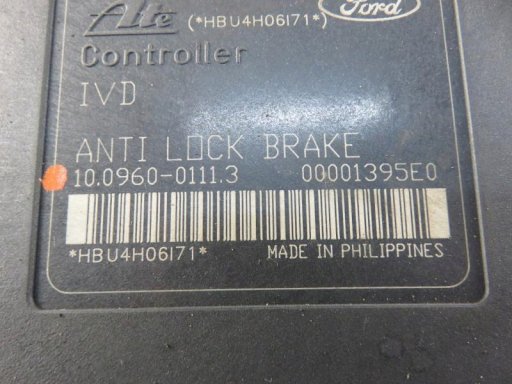 Ate (*HBU4H06I71*) Ford
Controller
IVD
ANTI LOCK BRAKE
10.0960-0111.3 00001395E0
*HBU4H06I71* MADE IN PHILIPPINES